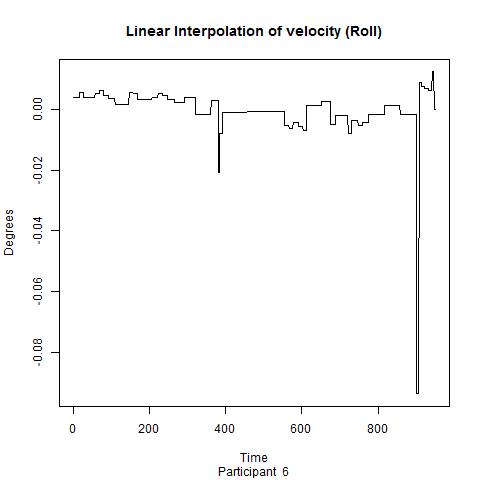 Linear Interpolation of velocity (Roll)
Degrees
0.00
-0.02
-0.04
-0.06
-0.08
0 200 400 600 800
Time
Participant 6